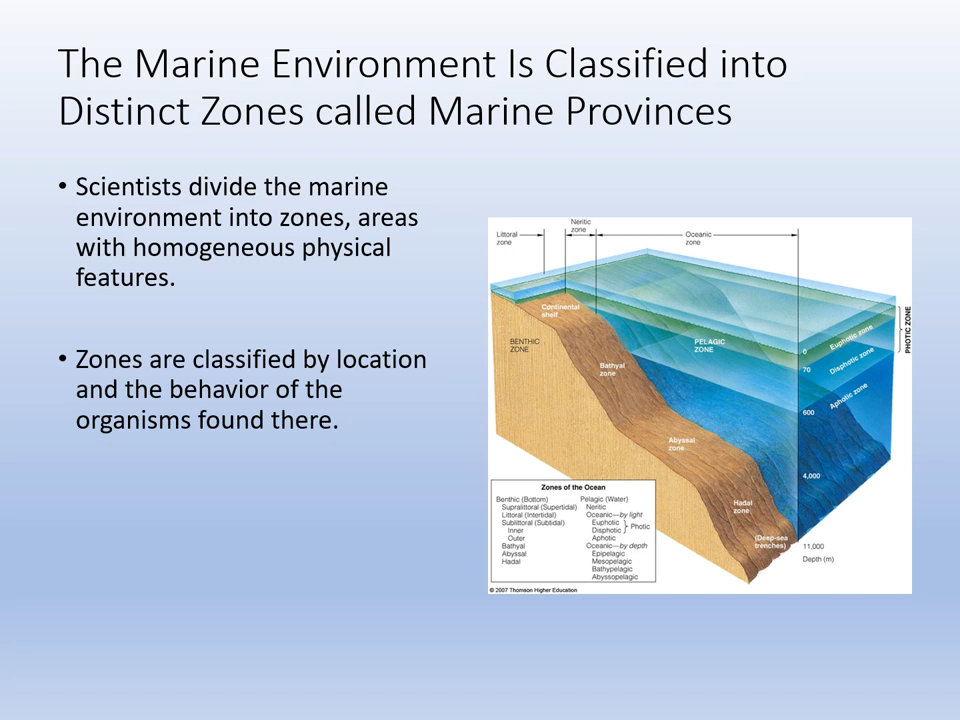 The Marine Environment Is Classified into
Distinct Zones called Marine Provinces
• Scientists divide the marine
environment into zones, areas
with homogeneous physical
features.
• Zones are classified by location
and the behavior of the
organisms found there.
Littoral
zone
Neritic
zone
Oceanic
zone
Continental
shelf
BENTHIC
ZONE
PELAGIC
ZONE
Bathyal
zone
Abyssal
zone
Hadal
zone
(Deep-sea
trenches)
0
70
600
4,000
11,000
Depth (m)
Euphotic zone
Disphotic zone
Aphotic zone
PHOTIC ZONE
Zones of the Ocean
Benthic (Bottom)
Supralittoral (Supertidal)
Littoral (Intertidal)
Sublittoral (Subtidal)
Inner
Outer
Bathyal
Abyssal
Hadal
Pelagic (Water)
Neritic
Oceanic—by light
Euphotic
Disphotic
Photic
Aphotic
Oceanic—by depth
Epipelagic
Mesopelagic
Bathypelagic
Abyssopelagic
© 2007 Thomson Higher Education